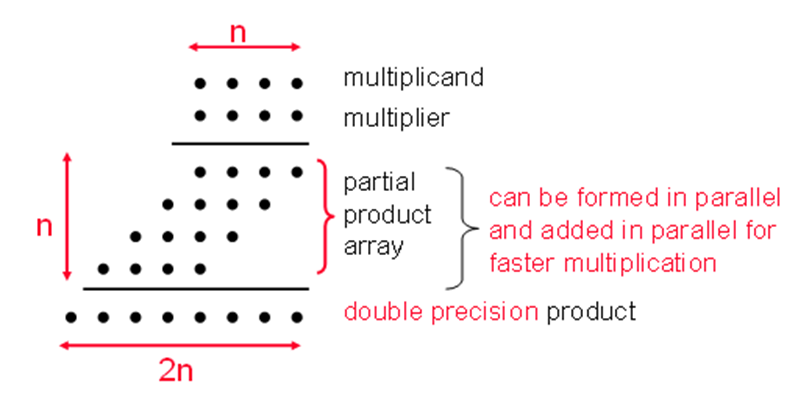 n
multiplicand
multiplier
n
partial
product
array
can be formed in parallel
and added in parallel for
faster multiplication
double precision product
2n